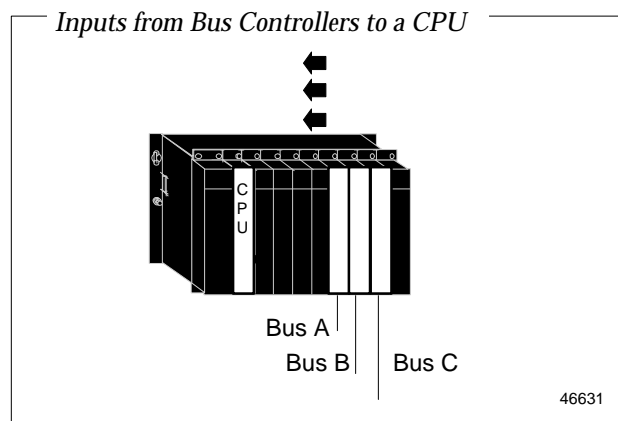 Inputs from Bus Controllers to a CPU
C
P
U
Bus A
Bus B
Bus C
46631